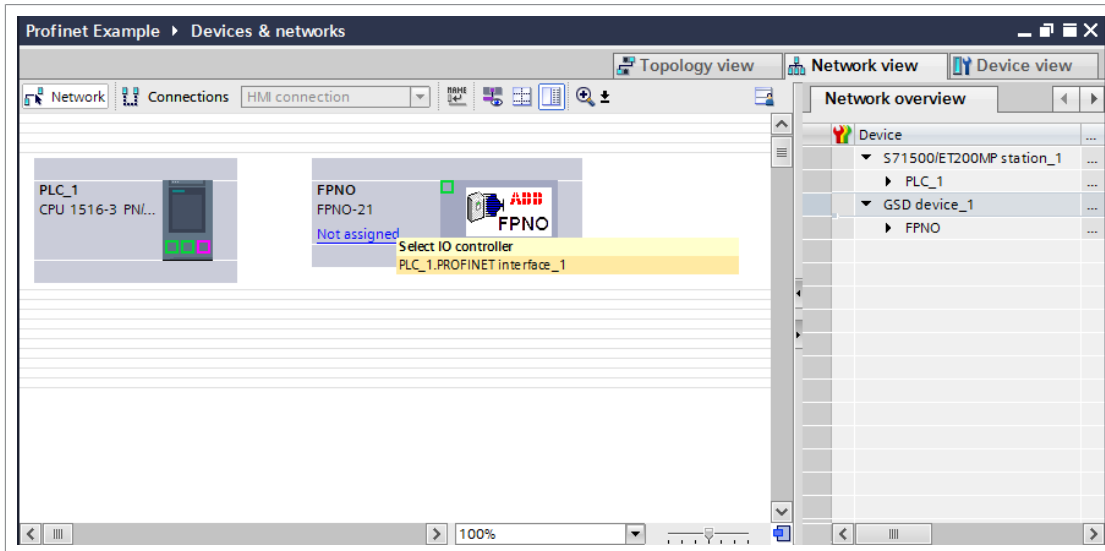 Profinet Example ▸ Devices & networks
Topology view
Network view
Device view
Network
Connections
HMI connection
NAME
Network overview
Device
...
S71500/ET200MP station_1
...
PLC_1
...
GSD device_1
...
FPNO
...
PLC_1
CPU 1516-3 PN/...
FPNO
FPNO-21
Not assigned
ABB
FPNO
Select IO controller
PLC_1.PROFINET interface_1
100%